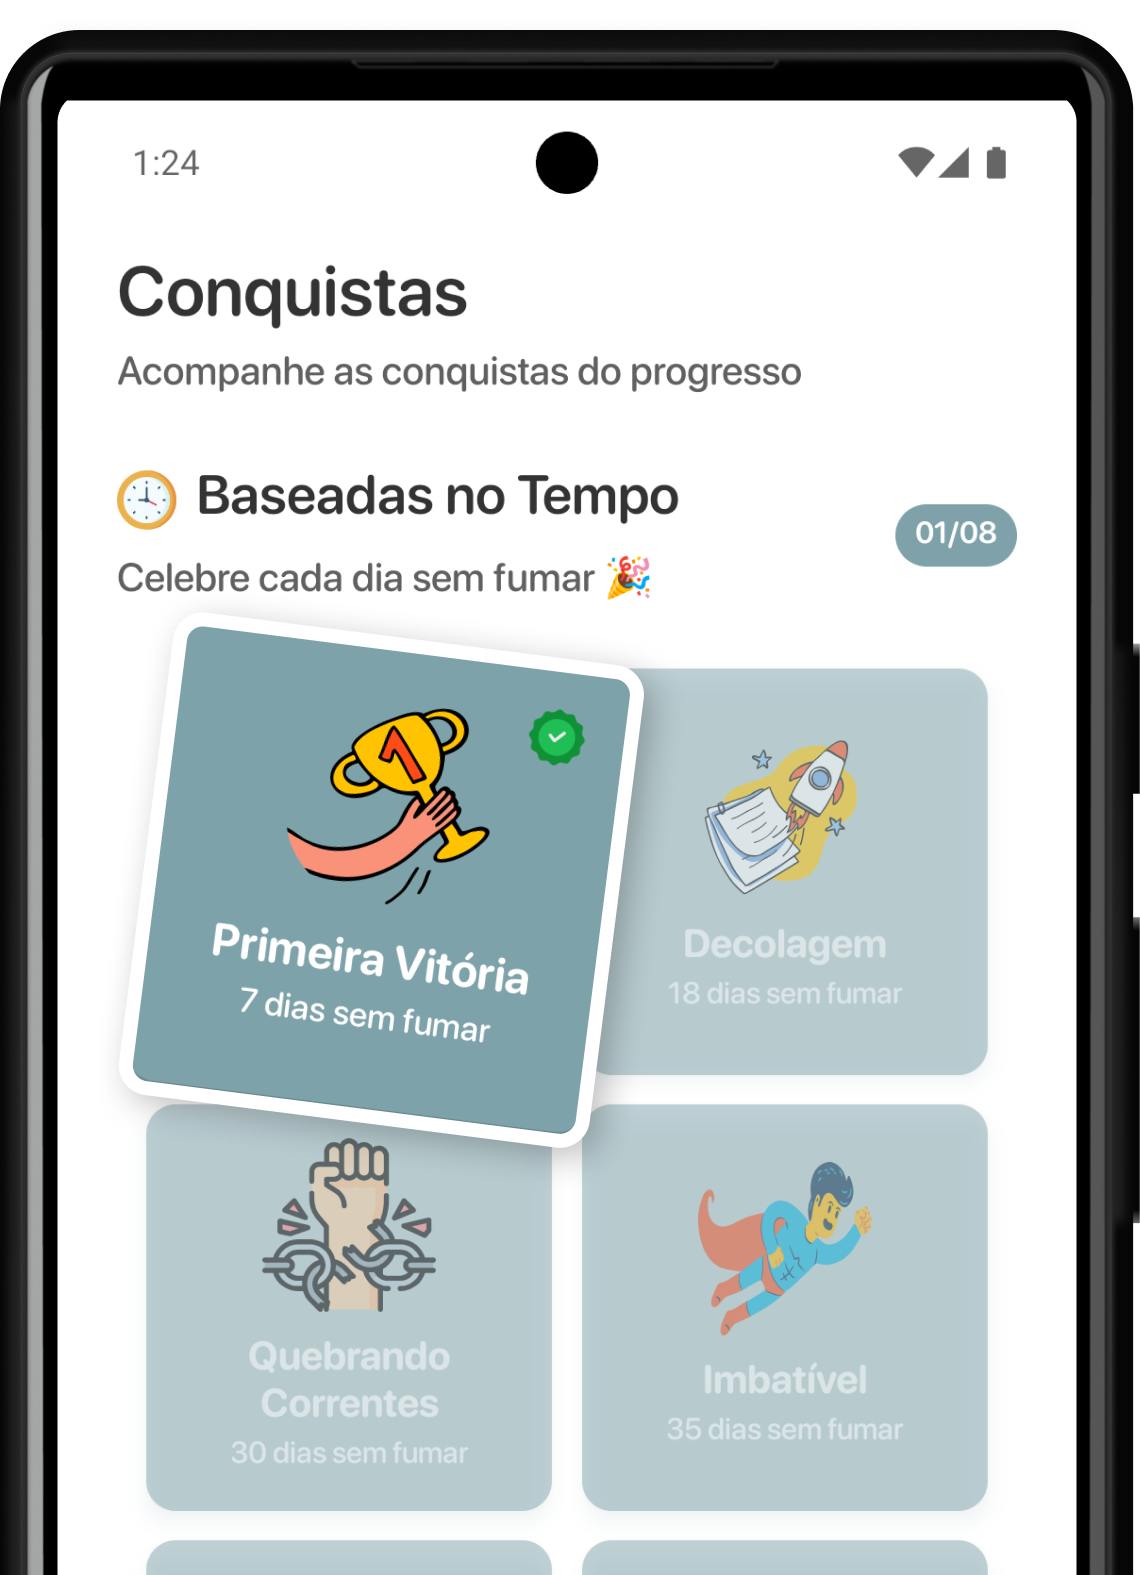 1:24
Conquistas
Acompanhe as conquistas do progresso
🕒 Baseadas no Tempo
01/08
Celebre cada dia sem fumar 🎉
1
Primeira Vitória
7 dias sem fumar
Decolagem
18 dias sem fumar
Quebrando
Correntes
30 dias sem fumar
Imbatível
35 dias sem fumar